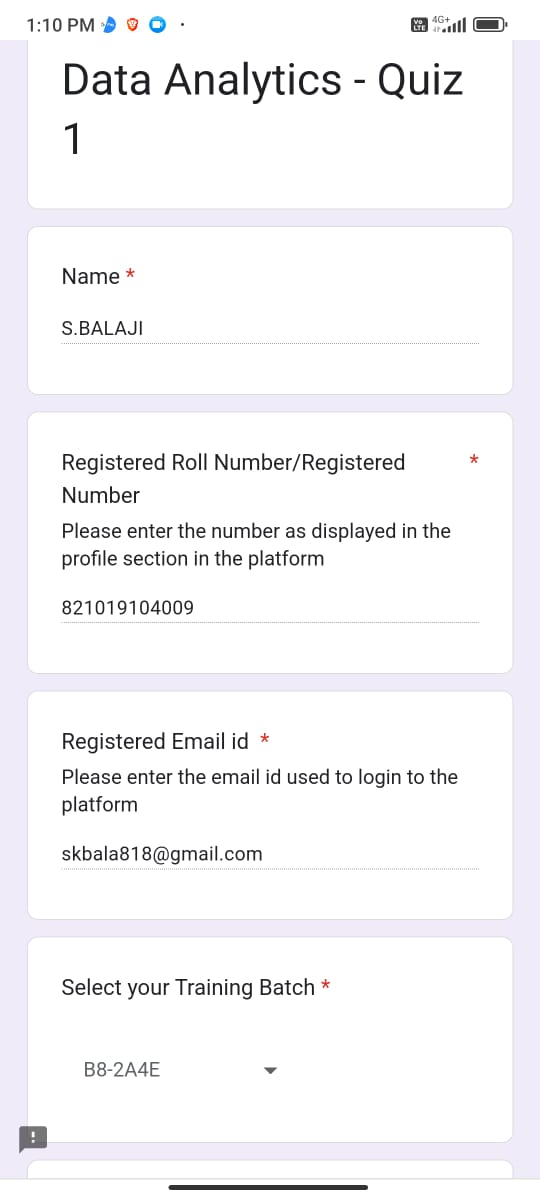 1:10 PM
Vo
LTE
4G+
Data Analytics - Quiz
1
Name *
S.BALAJI
Registered Roll Number/Registered *
Number
Please enter the number as displayed in the
profile section in the platform
821019104009
Registered Email id *
Please enter the email id used to login to the
platform
skbala818@gmail.com
Select your Training Batch *
B8-2A4E
!